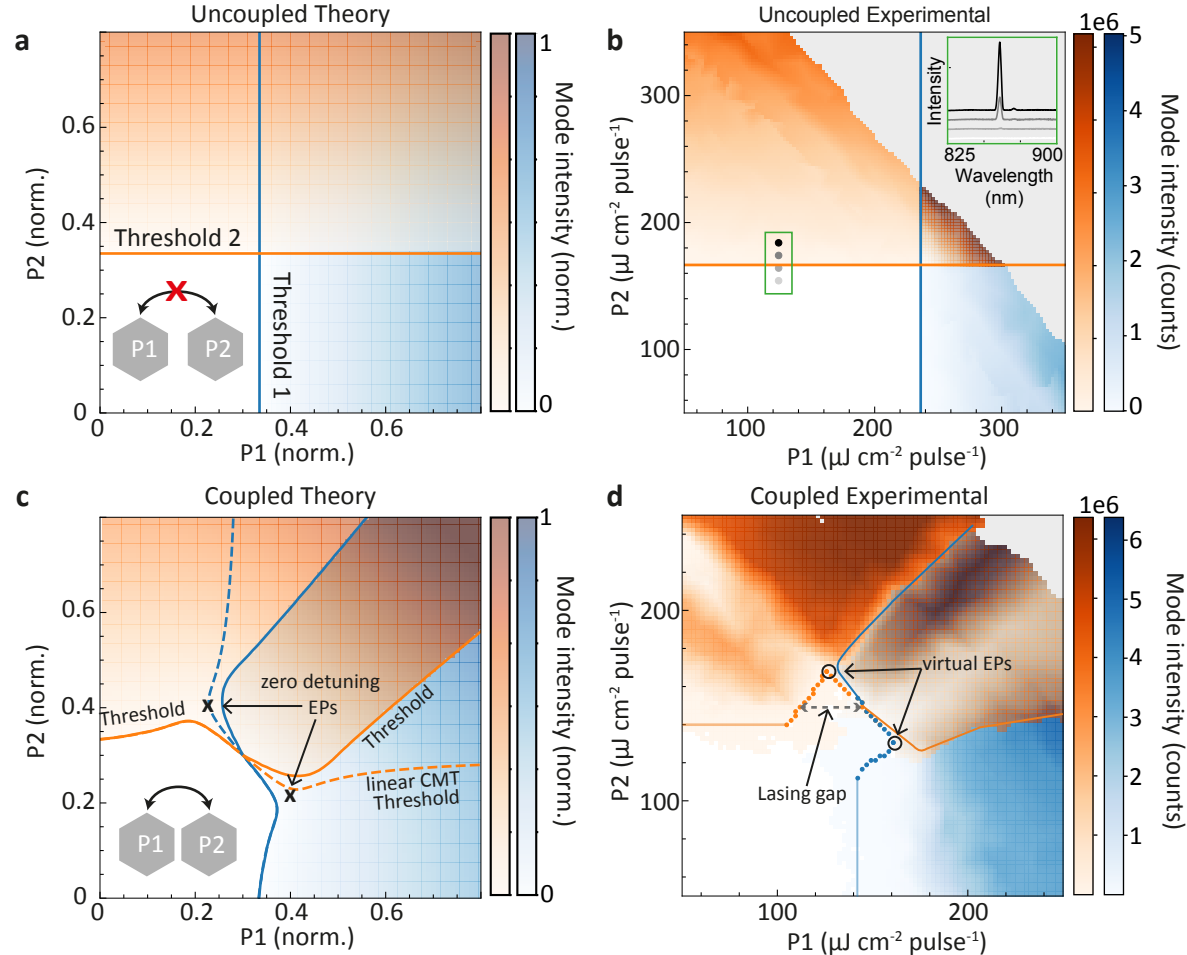 a
Uncoupled Theory
P2 (norm.)
0.6
0.4
0.2
0
0
0.2
0.4
0.6
P1 (norm.)
Threshold 2
Threshold 1
X
P1
P2
1
0
Mode intensity (norm.)
b
Uncoupled Experimental
P2 (µJ cm⁻² pulse⁻¹)
300
200
100
100
200
300
P1 (µJ cm⁻² pulse⁻¹)
Intensity
825
900
Wavelength
(nm)
1e6
5
4
3
2
1
0
Mode intensity (counts)
c
Coupled Theory
P2 (norm.)
0.6
0.4
0.2
0
0
0.2
0.4
0.6
P1 (norm.)
zero detuning
EPs
x
x
Threshold
Threshold
linear CMT
Threshold
P1
P2
1
0
Mode intensity (norm.)
d
Coupled Experimental
P2 (µJ cm⁻² pulse⁻¹)
200
100
100
200
P1 (µJ cm⁻² pulse⁻¹)
virtual EPs
Lasing gap
1e6
6
5
4
3
2
1
Mode intensity (counts)